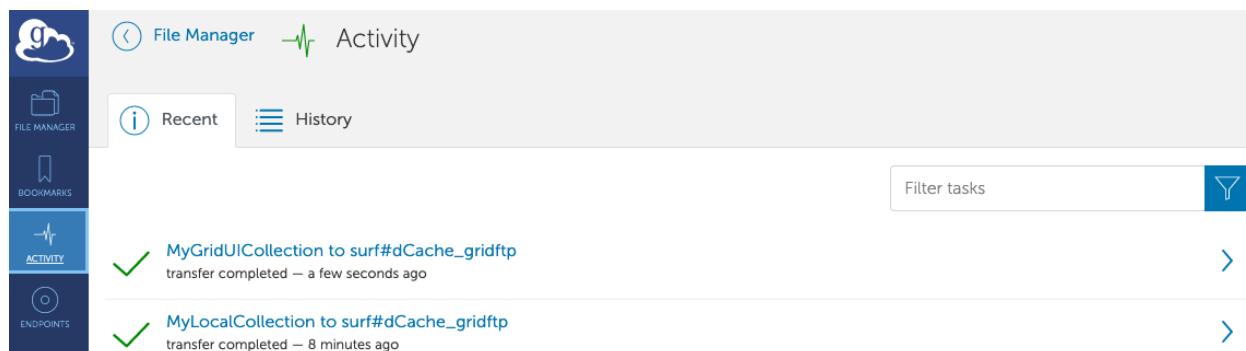 g
File Manager
Activity
FILE MANAGER
Recent
History
BOOKMARKS
Filter tasks
ACTIVITY
MyGridUICollection to surf#dCache_gridftp
transfer completed — a few seconds ago
ENDPOINTS
MyLocalCollection to surf#dCache_gridftp
transfer completed — 8 minutes ago